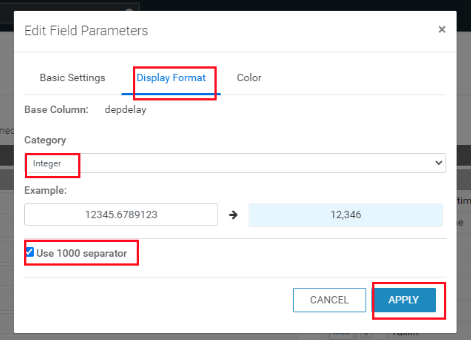 Edit Field Parameters ×
Basic Settings Display Format Color
Base Column: depdelay
Category
Integer
Example:
12345.6789123 → 12,346
Use 1000 separator
CANCEL APPLY